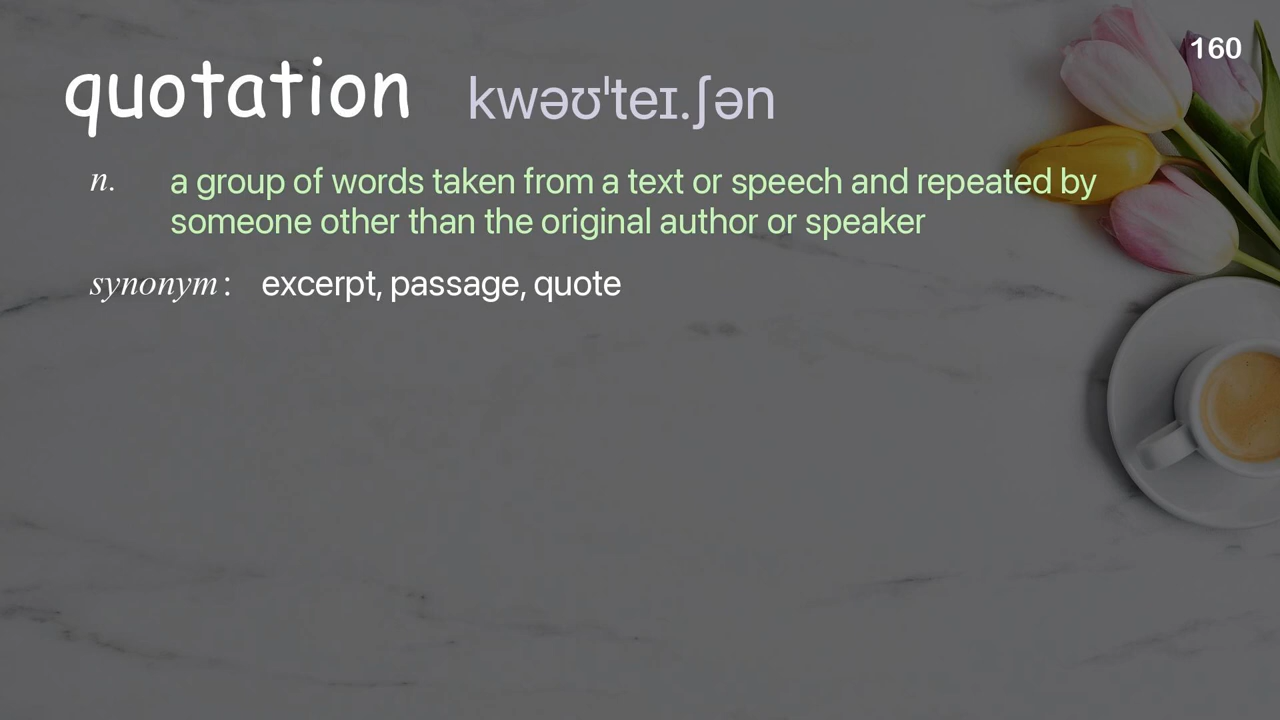 160
quotation kwəʊˈteɪ.ʃən
n. a group of words taken from a text or speech and repeated by
someone other than the original author or speaker
synonym: excerpt, passage, quote